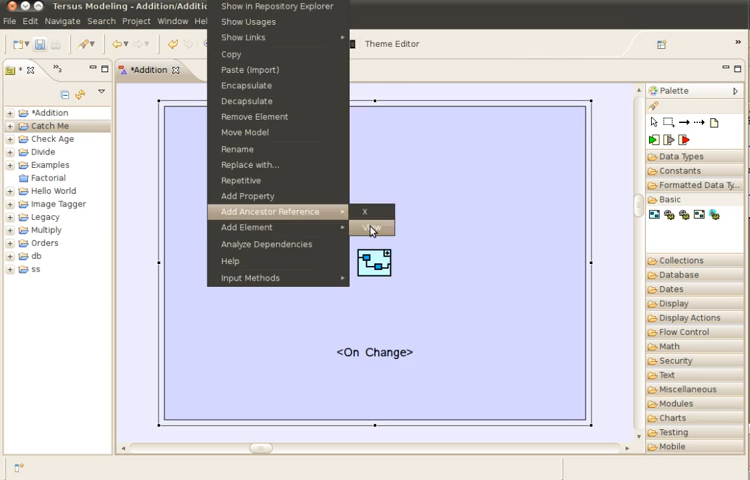 Tersus Modeling - Addition/Additio
File Edit Navigate Search Project Window Hel
Theme Editor
*Addition
*Addition
Catch Me
Check Age
Divide
Examples
Factorial
Hello World
Image Tagger
Legacy
Multiply
Orders
db
ss
Show in Repository Explorer
Show Usages
Show Links
Copy
Paste (Import)
Encapsulate
Decapsulate
Remove Element
Move Model
Rename
Replace with...
Repetitive
Add Property
Add Ancestor Reference
Add Element
Analyze Dependencies
Help
Input Methods
X
<On Change>
Palette
Data Types
Constants
Formatted Data Ty...
Basic
Collections
Database
Dates
Display
Display Actions
Flow Control
Math
Security
Text
Miscellaneous
Modules
Charts
Testing
Mobile